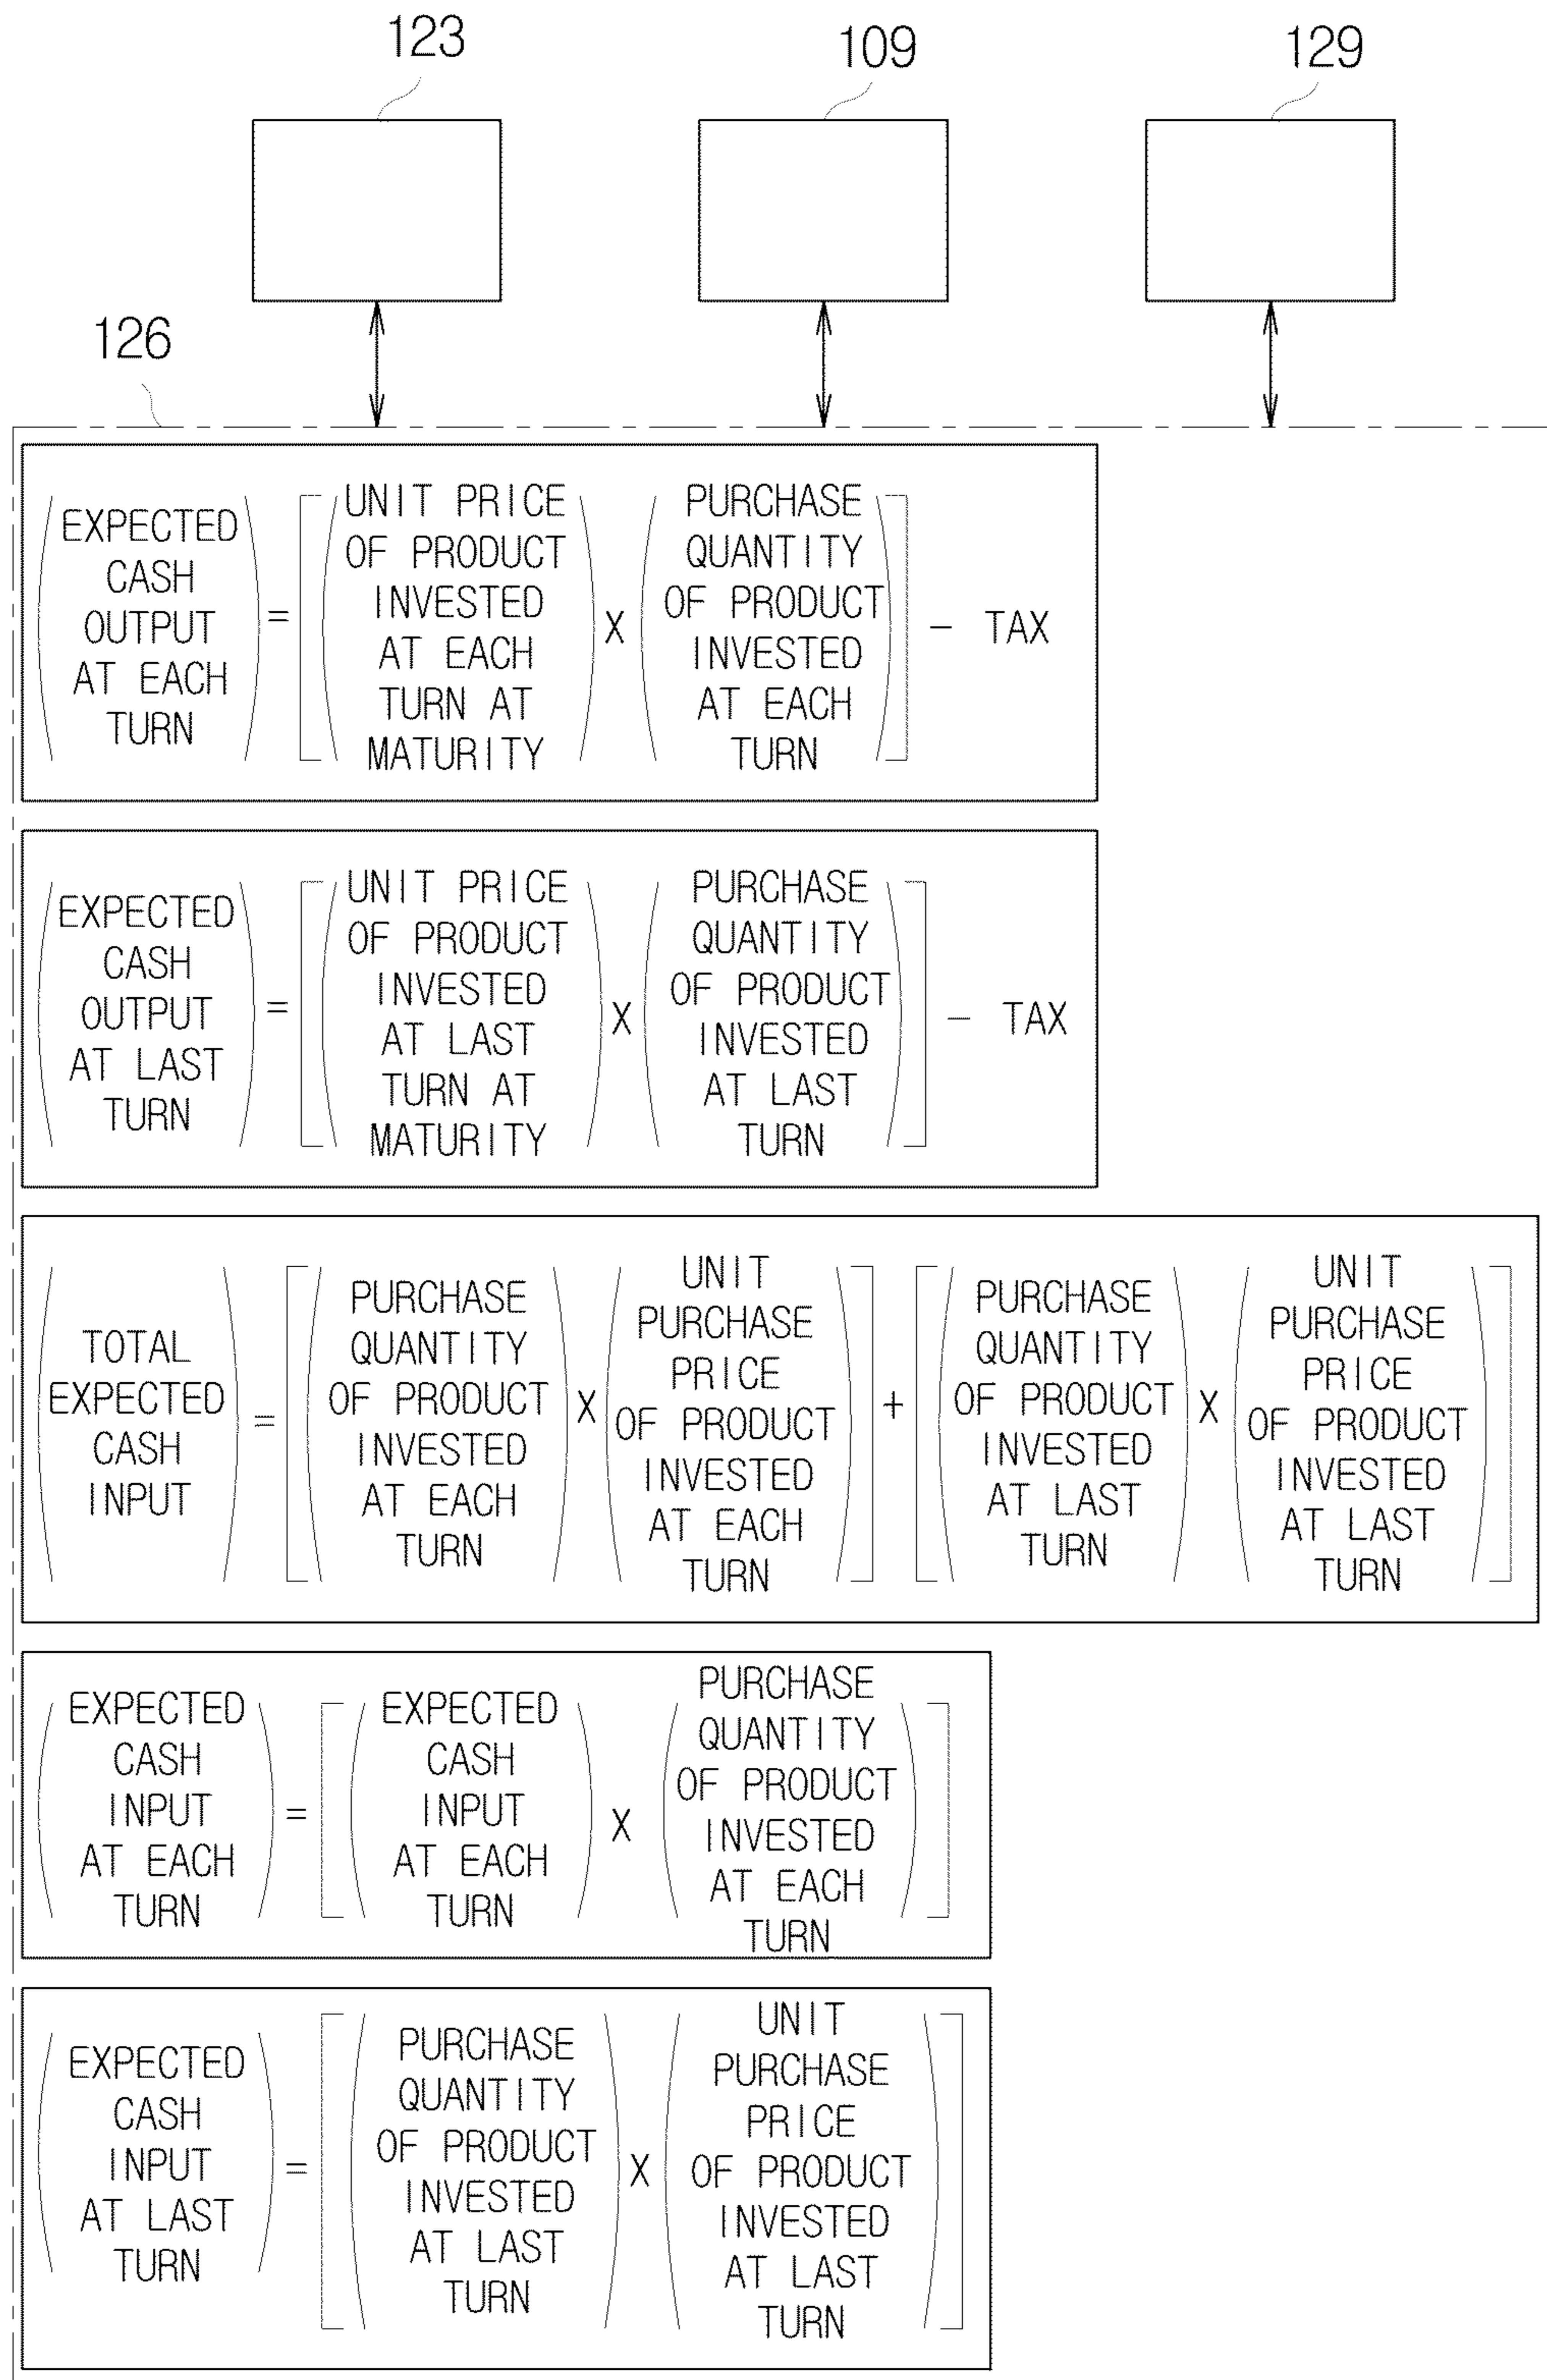 123
109
129
126
EXPECTED
CASH
OUTPUT
AT EACH
TURN
=
UNIT PRICE
OF PRODUCT
INVESTED
AT EACH
TURN AT
MATURITY
X
PURCHASE
QUANTITY
OF PRODUCT
INVESTED
AT EACH
TURN
- TAX
EXPECTED
CASH
OUTPUT
AT LAST
TURN
=
UNIT PRICE
OF PRODUCT
INVESTED
AT LAST
TURN AT
MATURITY
X
PURCHASE
QUANTITY
OF PRODUCT
INVESTED
AT LAST
TURN
- TAX
TOTAL
EXPECTED
CASH
INPUT
=
PURCHASE
QUANTITY
OF PRODUCT
INVESTED
AT EACH
TURN
X
UNIT
PURCHASE
PRICE
OF PRODUCT
INVESTED
AT EACH
TURN
+
PURCHASE
QUANTITY
OF PRODUCT
INVESTED
AT LAST
TURN
X
UNIT
PURCHASE
PRICE
OF PRODUCT
INVESTED
AT LAST
TURN
EXPECTED
CASH
INPUT
AT EACH
TURN
=
EXPECTED
CASH
INPUT
AT EACH
TURN
X
PURCHASE
QUANTITY
OF PRODUCT
INVESTED
AT EACH
TURN
EXPECTED
CASH
INPUT
AT LAST
TURN
=
PURCHASE
QUANTITY
OF PRODUCT
INVESTED
AT LAST
TURN
X
UNIT
PURCHASE
PRICE
OF PRODUCT
INVESTED
AT LAST
TURN